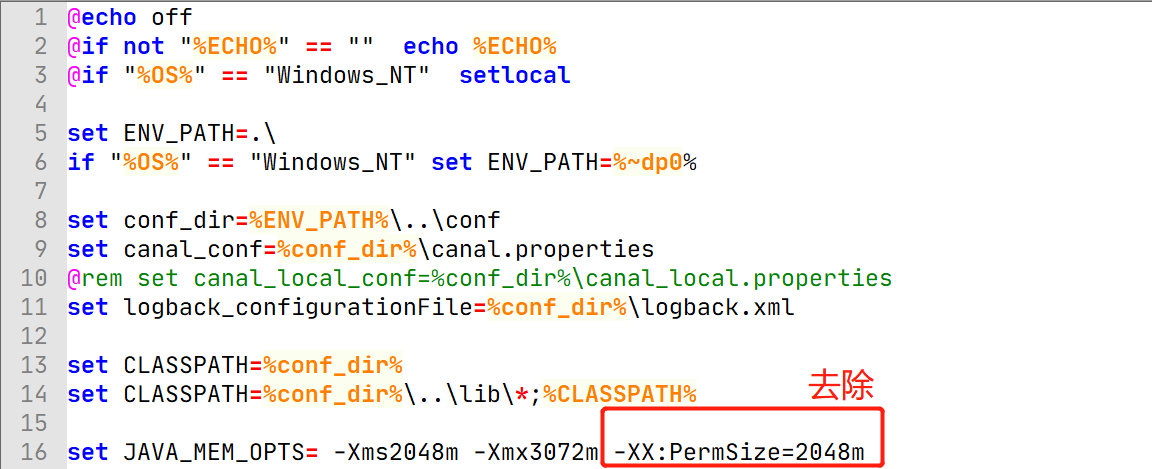 1 @echo off
2 @if not "%ECHO%" == ""  echo %ECHO%
3 @if "%OS%" == "Windows_NT"  setlocal
4
5 set ENV_PATH=.\
6 if "%OS%" == "Windows_NT" set ENV_PATH=%~dp0%
7
8 set conf_dir=%ENV_PATH%\..\conf
9 set canal_conf=%conf_dir%\canal.properties
10 @rem set canal_local_conf=%conf_dir%\canal_local.properties
11 set logback_configurationFile=%conf_dir%\logback.xml
12
13 set CLASSPATH=%conf_dir%
14 set CLASSPATH=%conf_dir%\..\lib\*;%CLASSPATH%
去除
15
16 set JAVA_MEM_OPTS= -Xms2048m -Xmx3072m -XX:PermSize=2048m